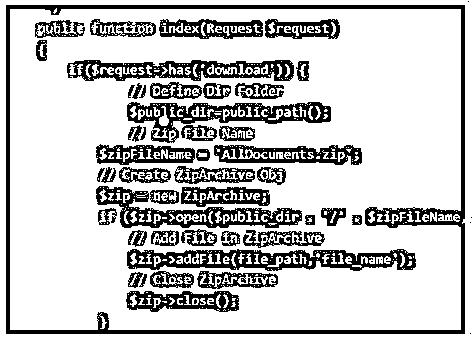 */
public function index(Request $request)
{
if($request->has('download')) {
// Define Dir Folder
$public_dir=public_path();
// Zip File Name
$zipFileName = 'AllDocuments.zip';
// Create ZipArchive Obj
$zip = new ZipArchive;
if ($zip->open($public_dir . '/' . $zipFileName,
// Add File in ZipArchive
$zip->addFile(file_path,'file_name');
// Close ZipArchive
$zip->close();
}